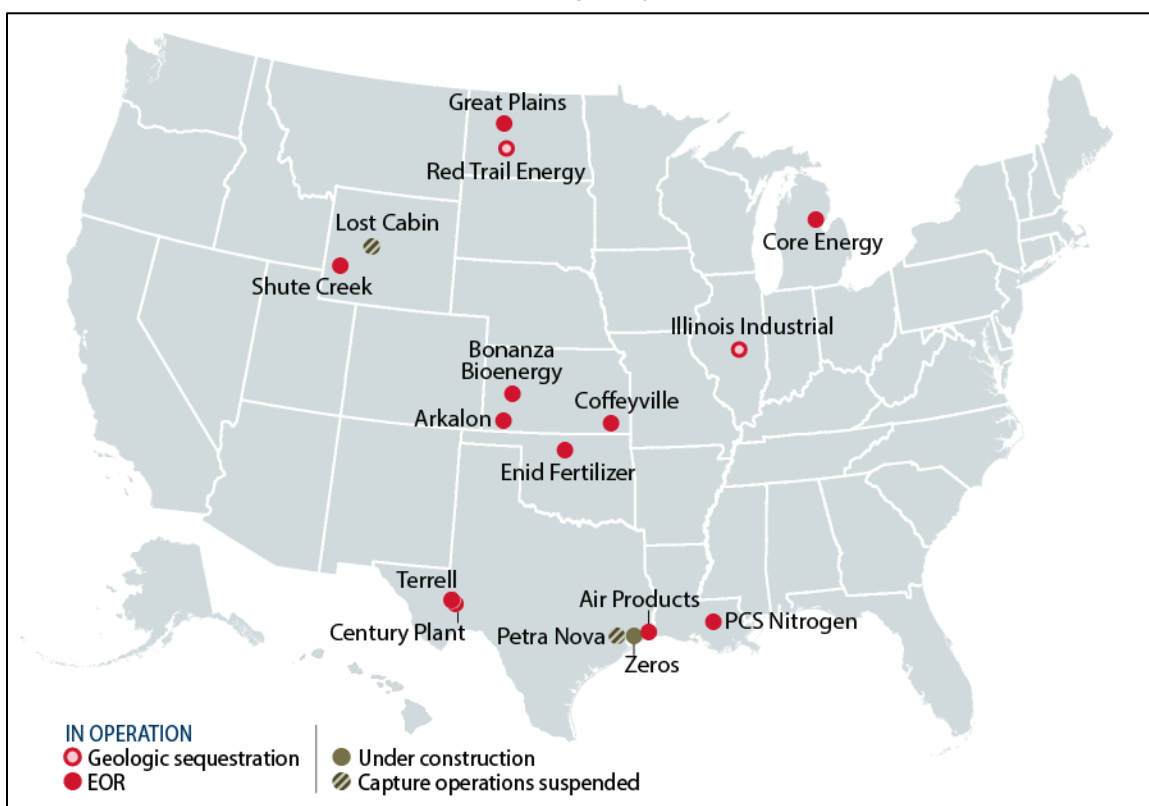 Great Plains
Red Trail Energy
Lost Cabin
Shute Creek
Core Energy
Illinois Industrial
Bonanza
Bioenergy
Arkalon
Coffeyville
Enid Fertilizer
Terrell
Century Plant
Air Products
Petra Nova
Zeros
PCS Nitrogen
IN OPERATION
Geologic sequestration
EOR
Under construction
Capture operations suspended